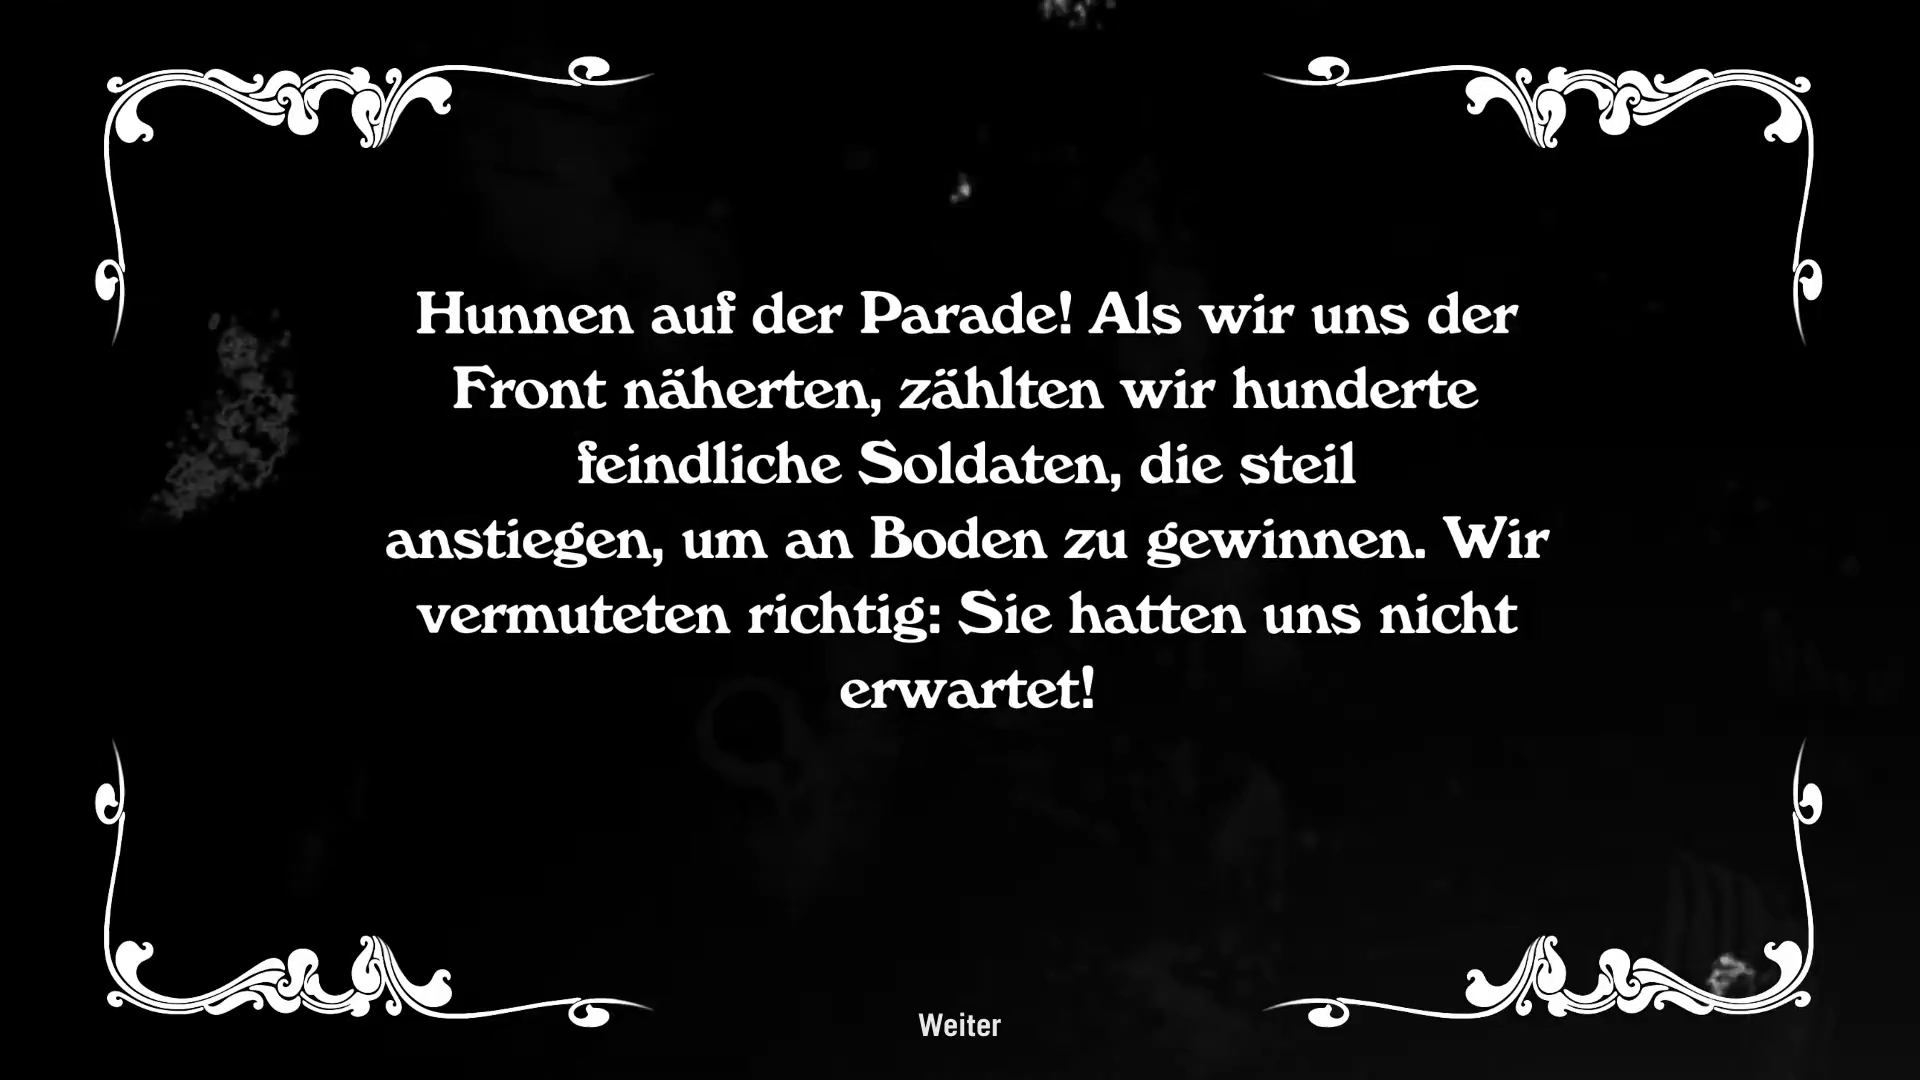 Hunnen auf der Parade! Als wir uns der
Front näherten, zählten wir hunderte
feindliche Soldaten, die steil
anstiegen, um an Boden zu gewinnen. Wir
vermuteten richtig: Sie hatten uns nicht
erwartet!
Weiter